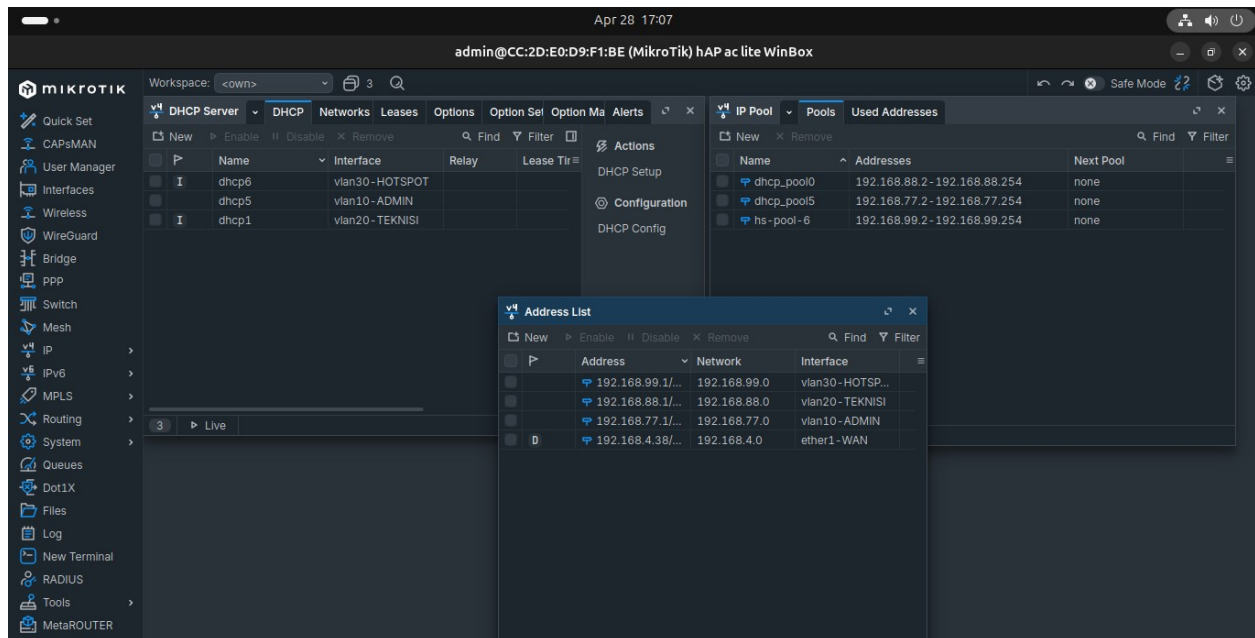 Apr 28 17:07
admin@CC:2D:E0:D9:F1:BE (MikroTik) hAP ac lite WinBox
MIKROTIK
Workspace: <own> 3 Safe Mode
Quick Set
CAPsMAN
User Manager
Interfaces
Wireless
WireGuard
Bridge
PPP
Switch
Mesh
IP
IPv6
MPLS
Routing
System
Queues
Dot1X
Files
Log
New Terminal
RADIUS
Tools
MetaROUTER
DHCP Server DHCP Networks Leases Options Option Set Option Ma Alerts
New Enable Disable Remove Find Filter
Name Interface Relay Lease Tir
I dhcp6 vlan30-HOTSPOT
dhcp5 vlan10-ADMIN
I dhcp1 vlan20-TEKNISI
3 Live
Actions
DHCP Setup
Configuration
DHCP Config
IP Pool Pools Used Addresses
New Remove Find Filter
Name Addresses Next Pool
dhcp_pool0 192.168.88.2-192.168.88.254 none
dhcp_pool5 192.168.77.2-192.168.77.254 none
hs-pool-6 192.168.99.2-192.168.99.254 none
Address List
New Enable Disable Remove Find Filter
Address Network Interface
192.168.99.1/... 192.168.99.0 vlan30-HOTSP...
192.168.88.1/... 192.168.88.0 vlan20-TEKNISI
192.168.77.1/... 192.168.77.0 vlan10-ADMIN
D 192.168.4.38/... 192.168.4.0 ether1-WAN